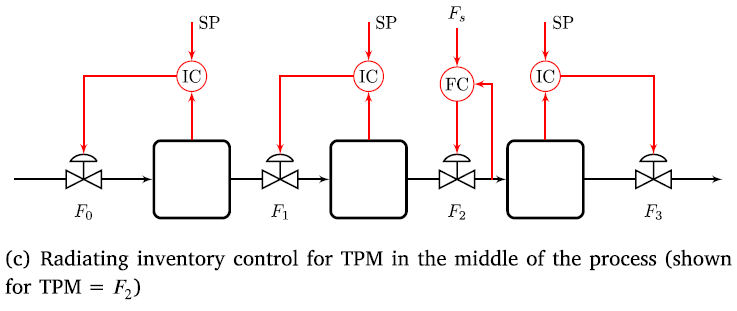 SP SP F_s SP
IC IC FC IC
F_0 F_1 F_2 F_3
(c) Radiating inventory control for TPM in the middle of the process (shown
for TPM = F_2)